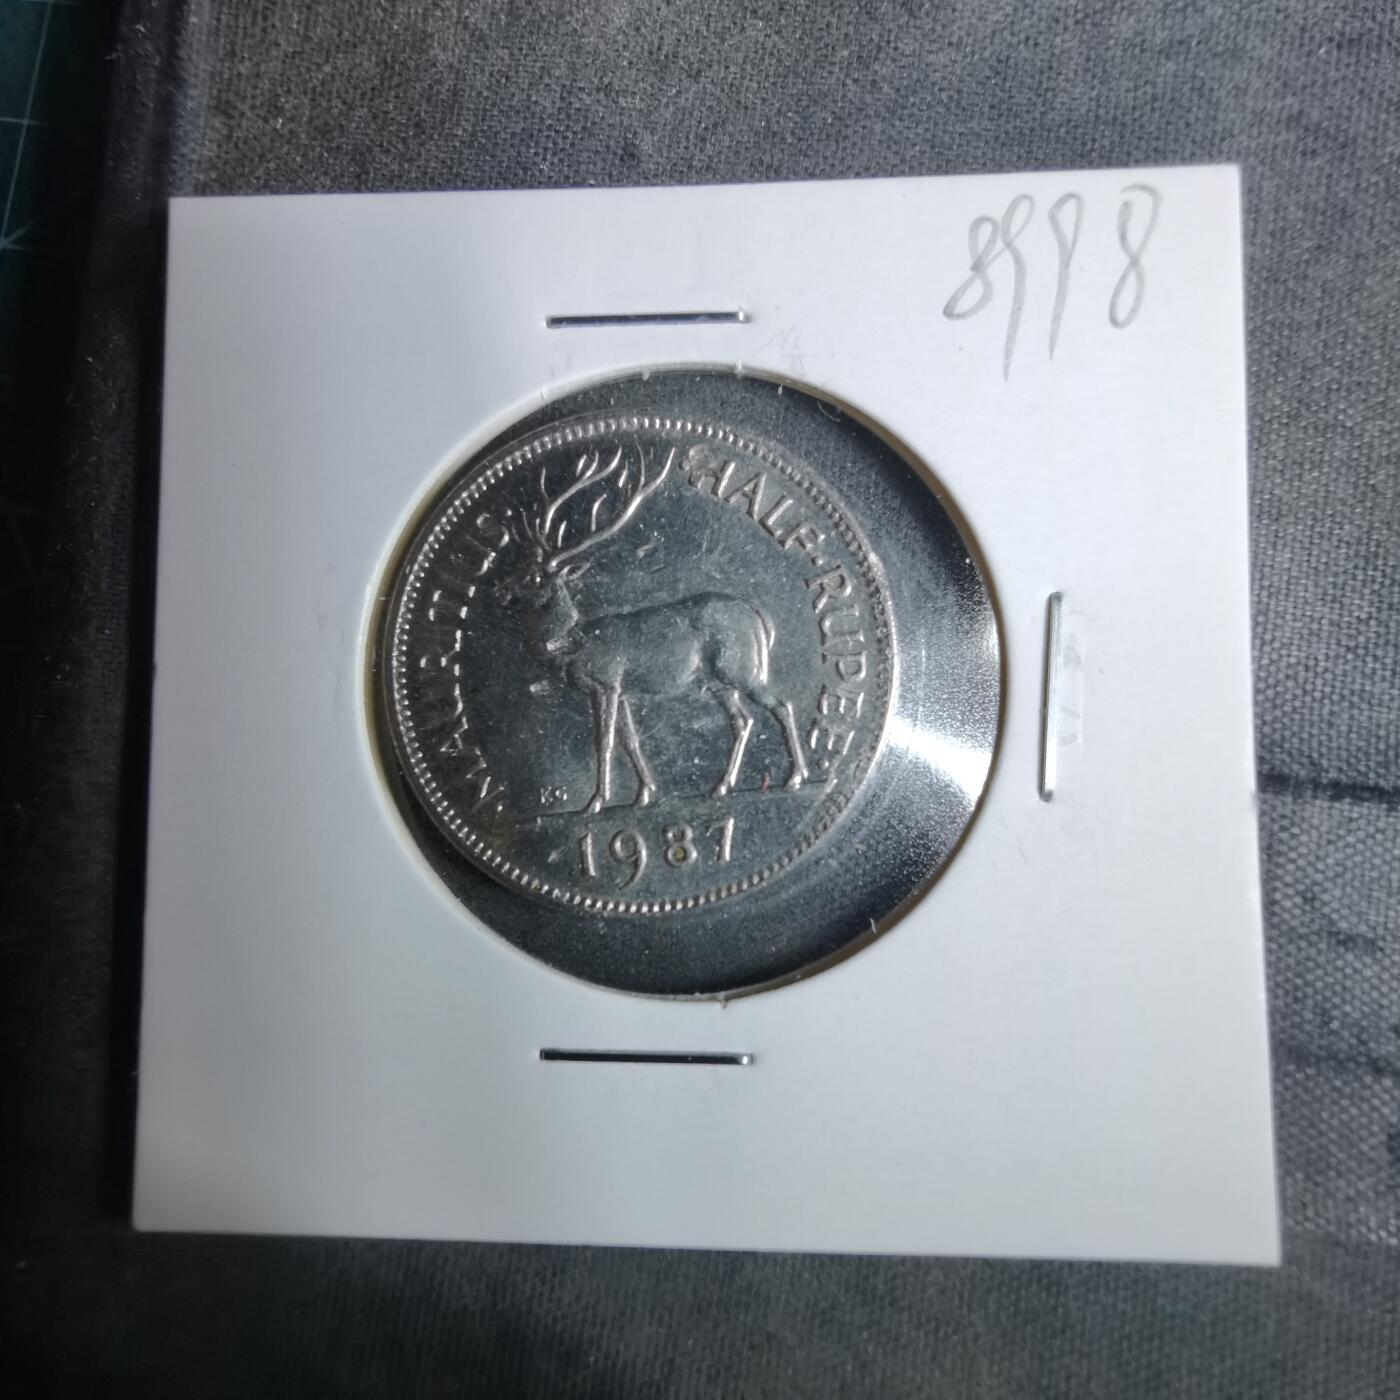 8998
MAURITIUS
HALF·RUPEE
KG
1987